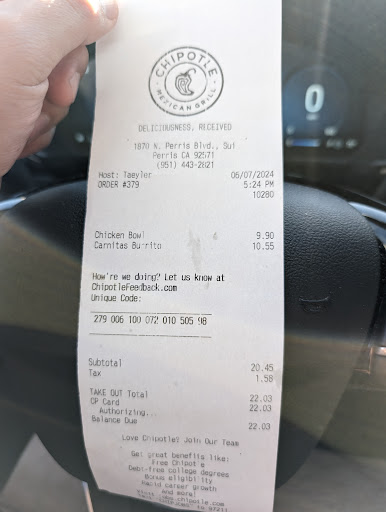 CHIPOTLE
MEXICAN GRILL
DELICIOUSNESS, RECEIVED
1870 N. Perris Blvd., Sui
Perris CA 92571
(951) 443-2821
Host: Taeyler 06/07/2024
ORDER #379 5:24 PM
10280
Chicken Bowl 9.90
Carnitas Burrito 10.55
How're we doing? Let us know at
ChipotleFeedback.com
Unique Code:
279 006 100 072 010 505 98
Subtotal 20.45
Tax 1.58
TAKE OUT Total 22.03
CP Card 22.03
Authorizing...
Balance Due 22.03
Love Chipotle? Join Our Team
Get great benefits like:
Free Chipotle
Debt-free college degrees
Bonus eligibility
Rapid career growth
and more!
0